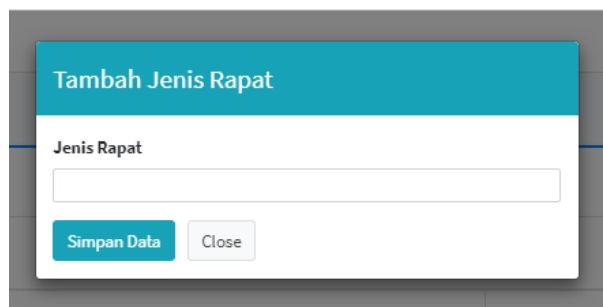 Tambah Jenis Rapat
Jenis Rapat
Simpan Data Close